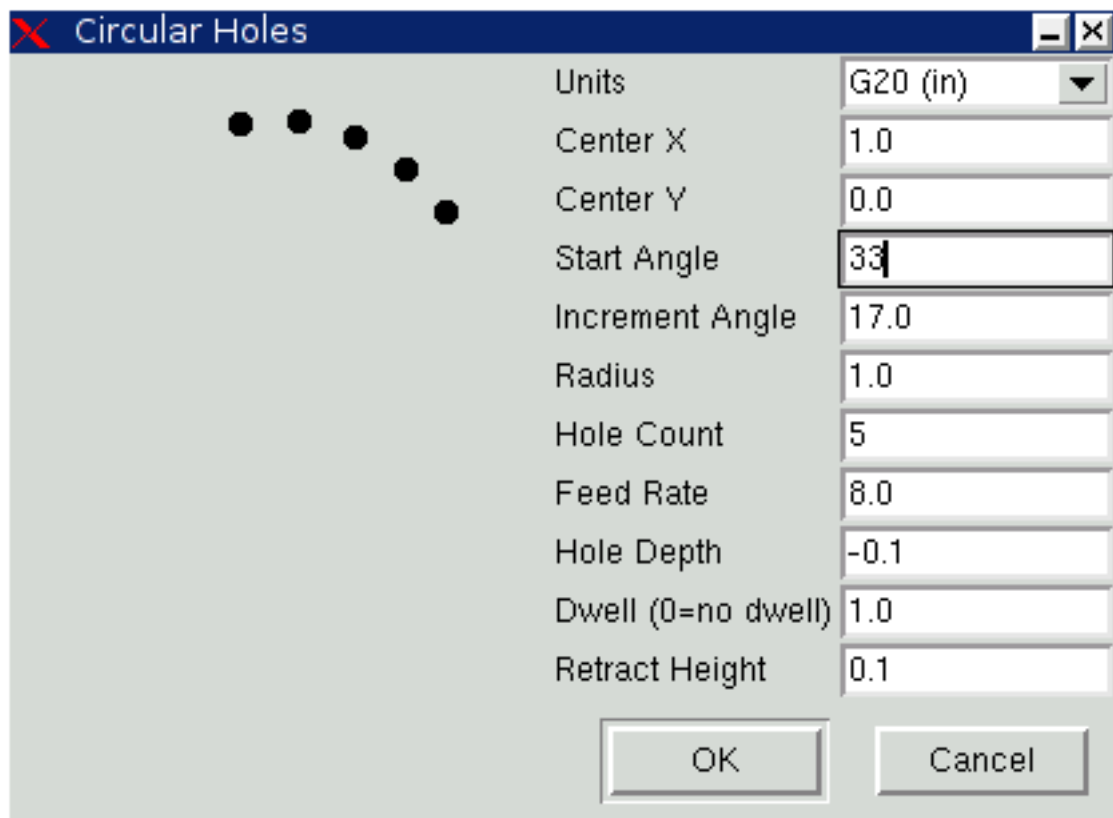 Circular Holes
Units G20 (in)
Center X 1.0
Center Y 0.0
Start Angle 33
Increment Angle 17.0
Radius 1.0
Hole Count 5
Feed Rate 8.0
Hole Depth -0.1
Dwell (0=no dwell) 1.0
Retract Height 0.1
OK Cancel